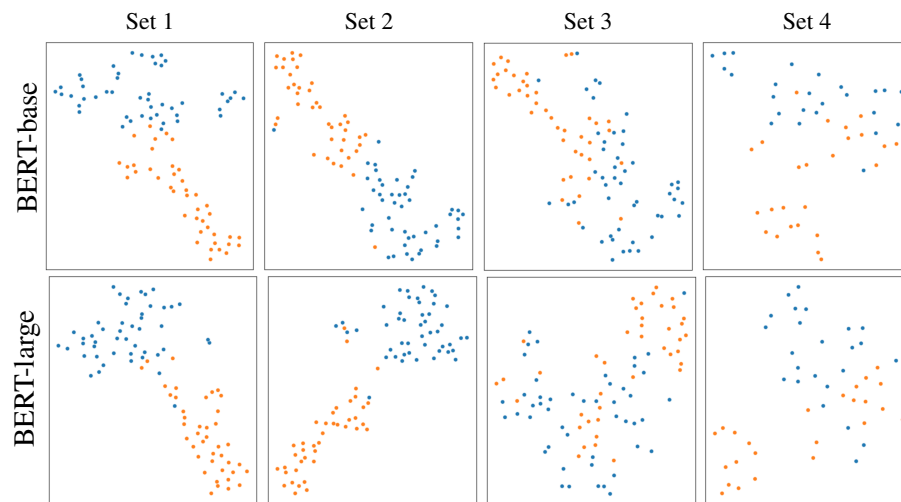 Set 1
Set 2
Set 3
Set 4
BERT-base
BERT-large